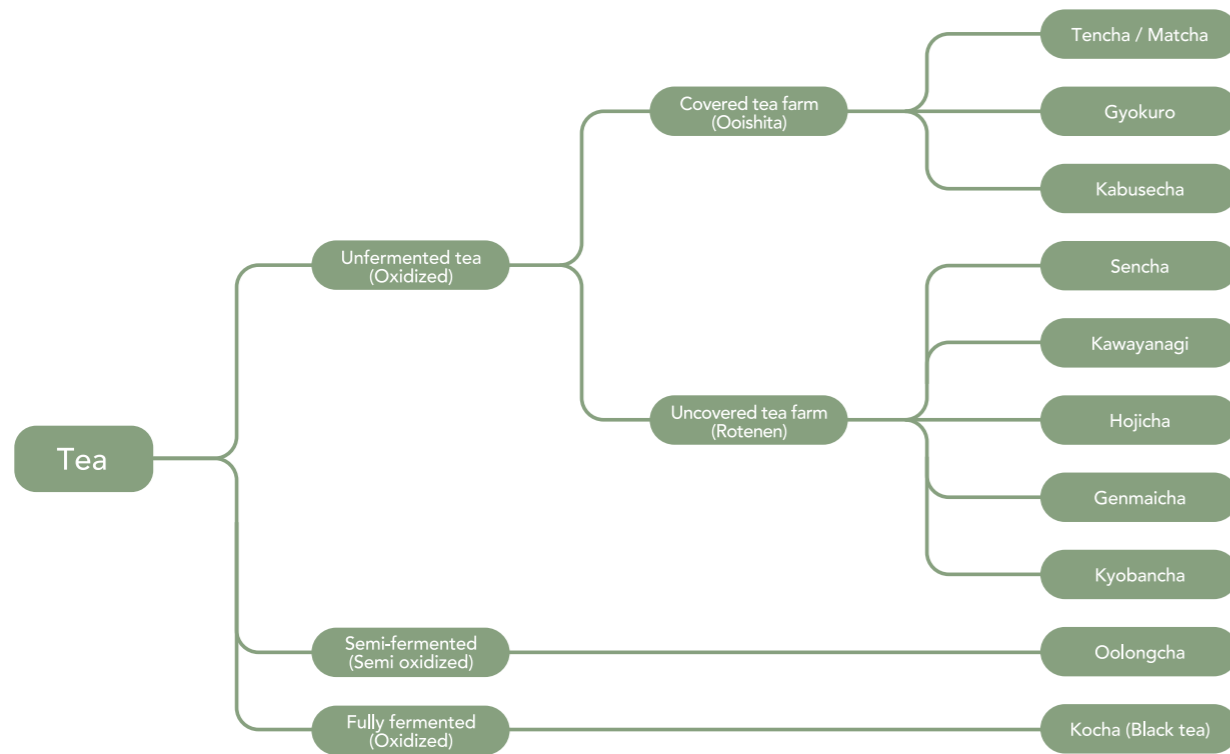 Tea
Unfermented tea
(Oxidized)
Covered tea farm
(Ooishita)
Tencha / Matcha
Gyokuro
Kabusecha
Uncovered tea farm
(Rotenen)
Sencha
Kawayanagi
Hojicha
Genmaicha
Kyobancha
Semi-fermented
(Semi oxidized)
Oolongcha
Fully fermented
(Oxidized)
Kocha (Black tea)